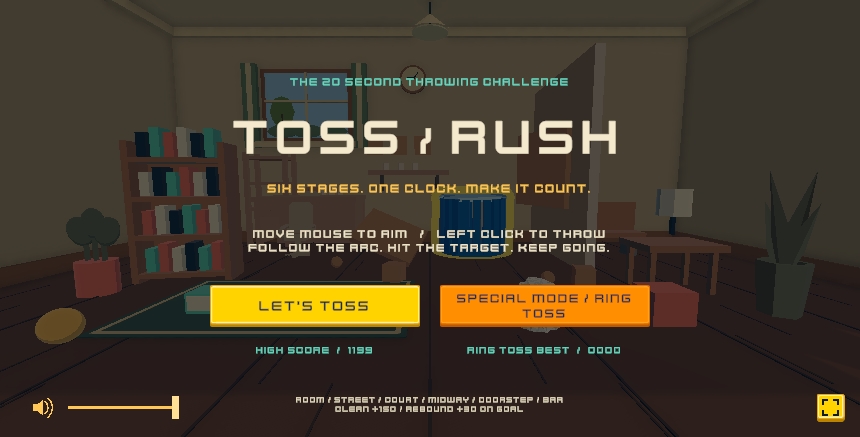 THE 20 SECOND THROWING CHALLENGE
TOSS / RUSH
SIX STAGES. ONE CLOCK. MAKE IT COUNT.
MOVE MOUSE TO AIM / LEFT CLICK TO THROW
FOLLOW THE ARC. HIT THE TARGET. KEEP GOING.
LET'S TOSS
SPECIAL MODE / RING
TOSS
HIGH SCORE / 1199
RING TOSS BEST / 0000
ROOM / STREET / COURT / MIDWAY / DOORSTEP / BAR
CLEAN +150 / REBOUND +90 ON GOAL